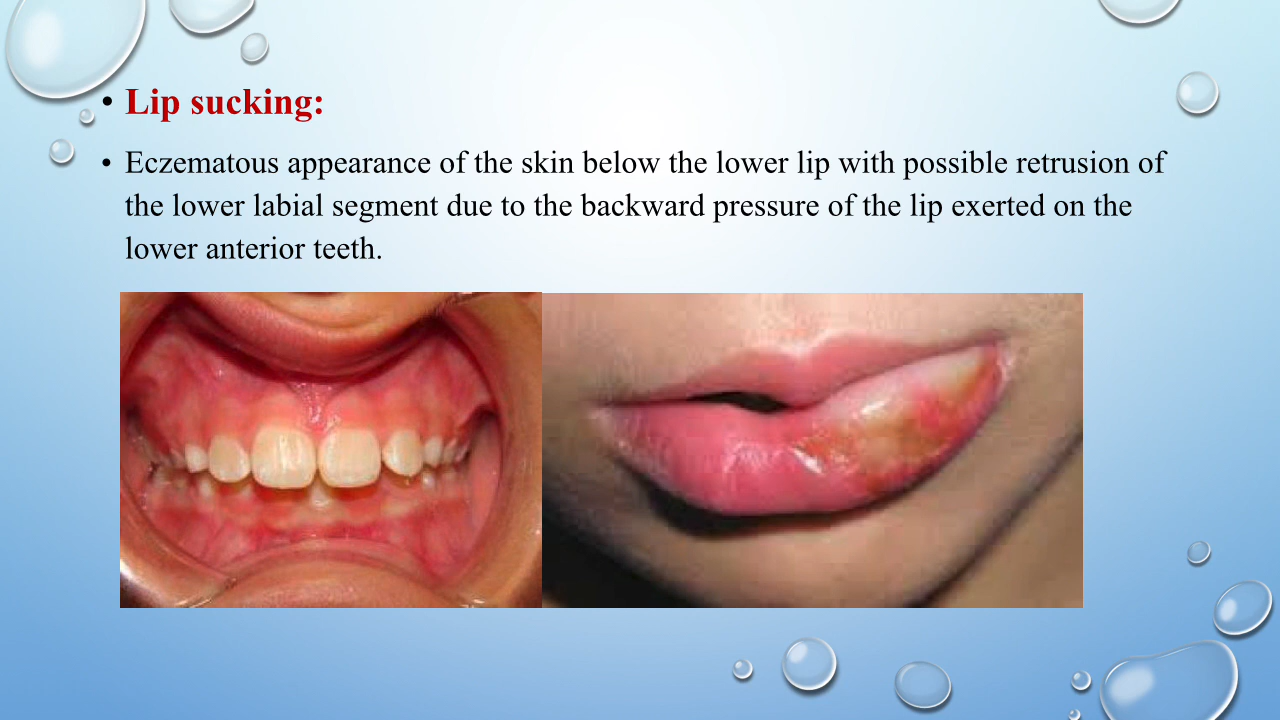 • Lip sucking:
• Eczematous appearance of the skin below the lower lip with possible retrusion of
the lower labial segment due to the backward pressure of the lip exerted on the
lower anterior teeth.